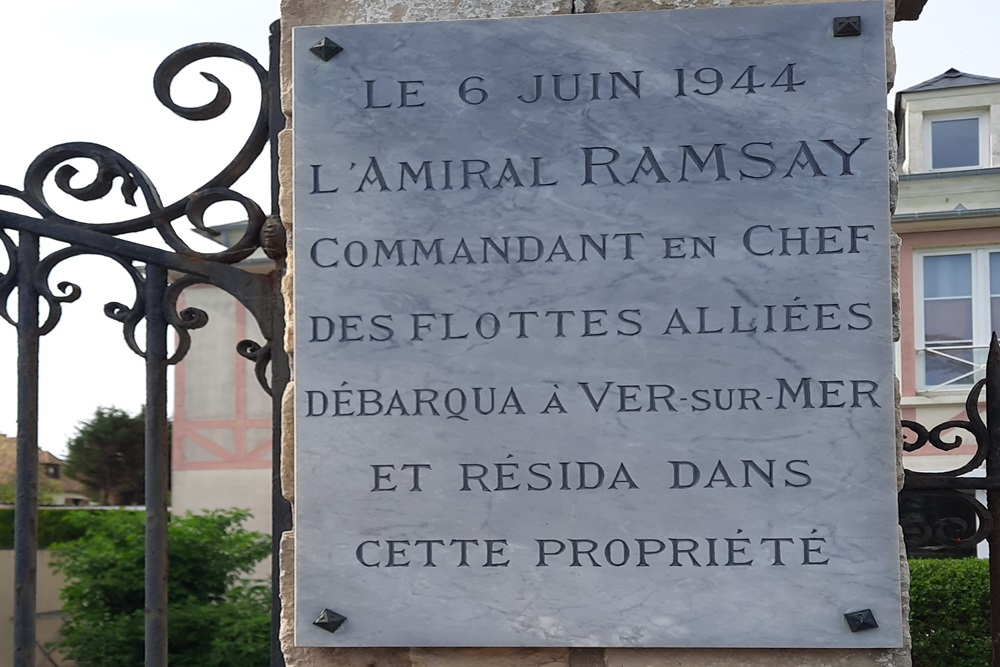 LE 6 JUIN 1944
L'AMIRAL RAMSAY
COMMANDANT EN CHEF
DES FLOTTES ALLIÉES
DÉBARQUA À VER-SUR-MER
ET RÉSIDA DANS
CETTE PROPRIÉTÉ